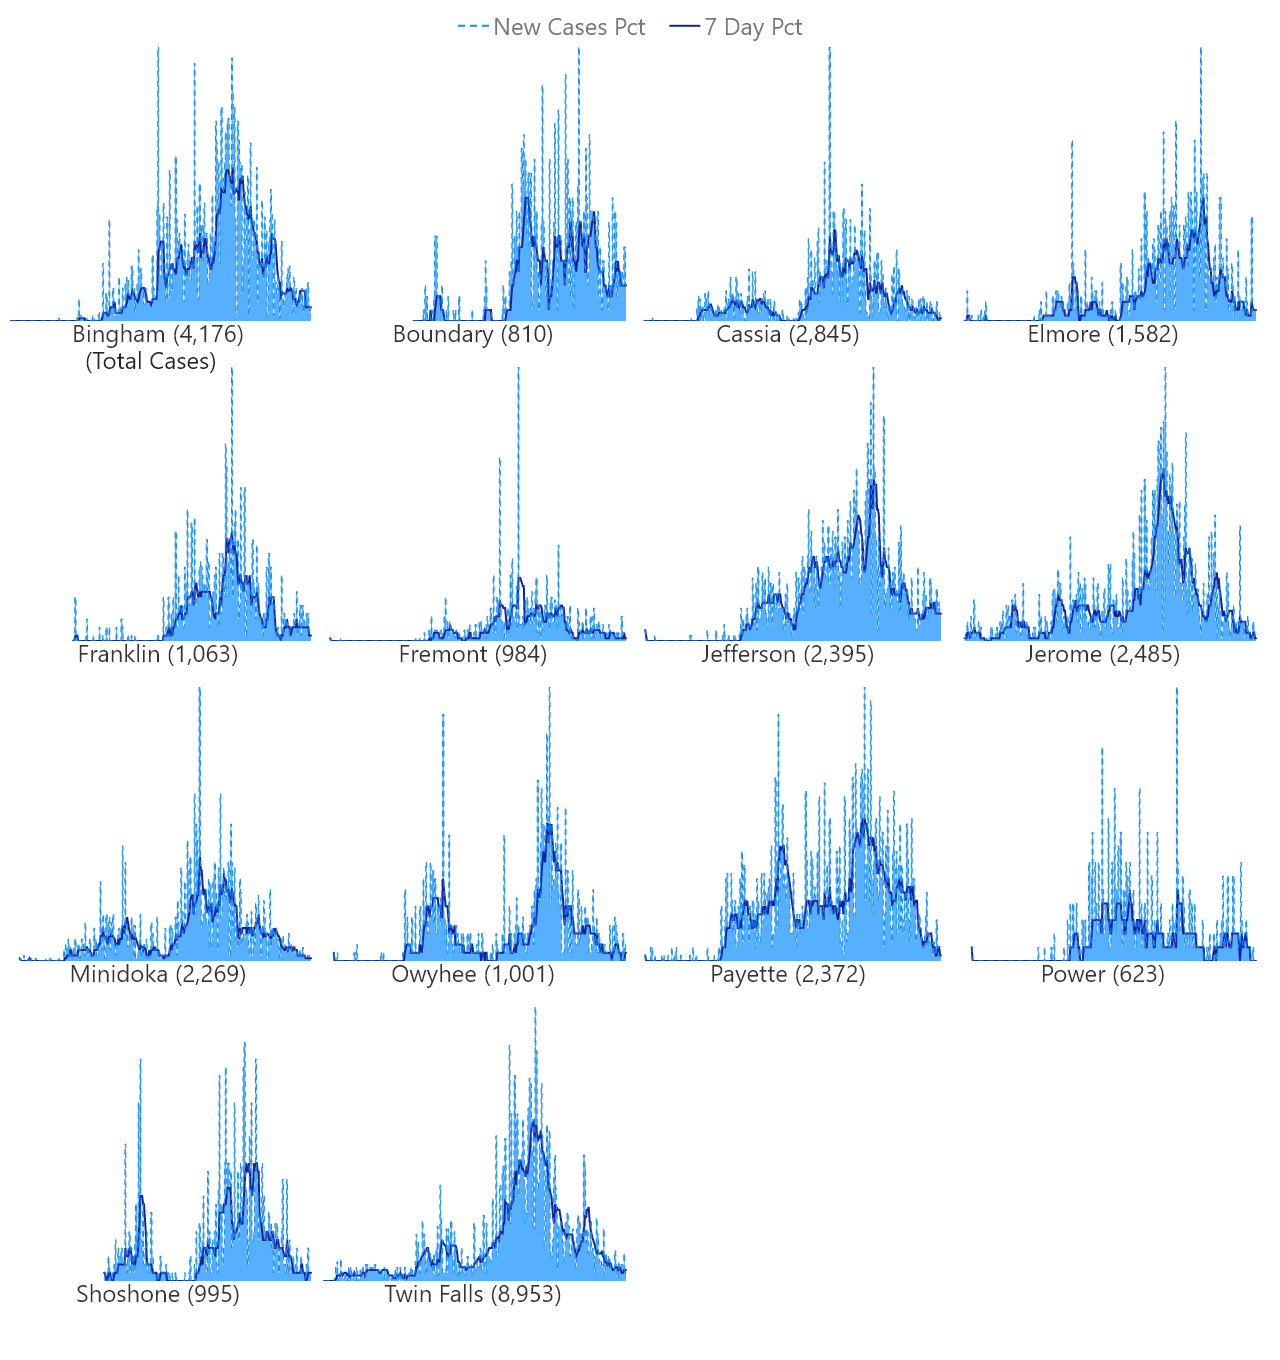 New Cases Pct 7 Day Pct
Bingham (4,176) Boundary (810) Cassia (2,845) Elmore (1,582)
(Total Cases)
Franklin (1,063) Fremont (984) Jefferson (2,395) Jerome (2,485)
Minidoka (2,269) Owyhee (1,001) Payette (2,372) Power (623)
Shoshone (995) Twin Falls (8,953)